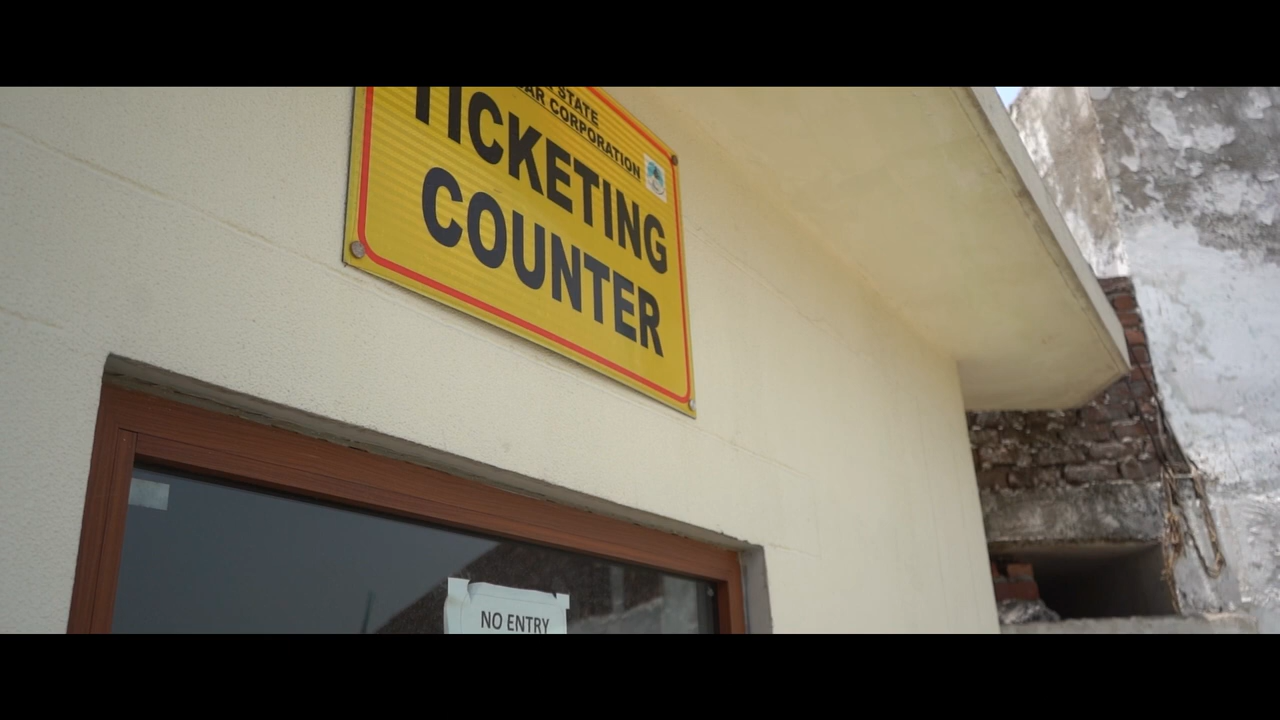 STATE
CORPORATION
TICKETING
COUNTER
NO ENTRY